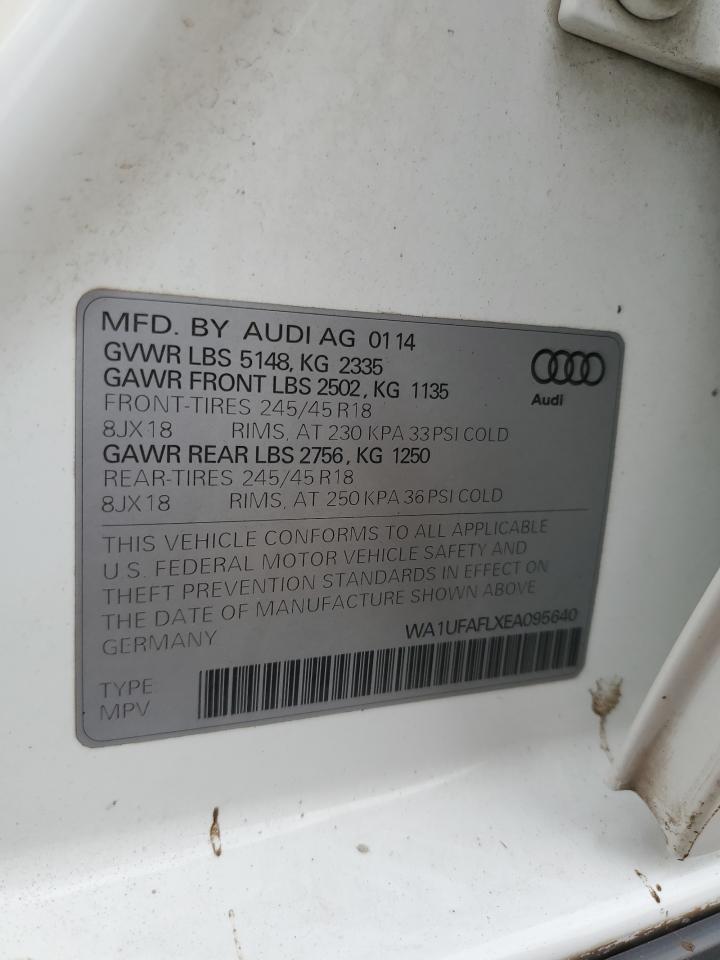 MFD. BY AUDI AG 01 14
GVWR LBS 5148, KG 2335
GAWR FRONT LBS 2502, KG 1135
FRONT-TIRES 245/45 R18
8JX18 RIMS, AT 230 KPA 33 PSI COLD
GAWR REAR LBS 2756, KG 1250
REAR-TIRES 245/45 R18
8JX18 RIMS, AT 250 KPA 36 PSI COLD
Audi
THIS VEHICLE CONFORMS TO ALL APPLICABLE
U.S. FEDERAL MOTOR VEHICLE SAFETY AND
THEFT PREVENTION STANDARDS IN EFFECT ON
THE DATE OF MANUFACTURE SHOWN ABOVE
GERMANY WA1UFAFLXEA095640
TYPE
MPV